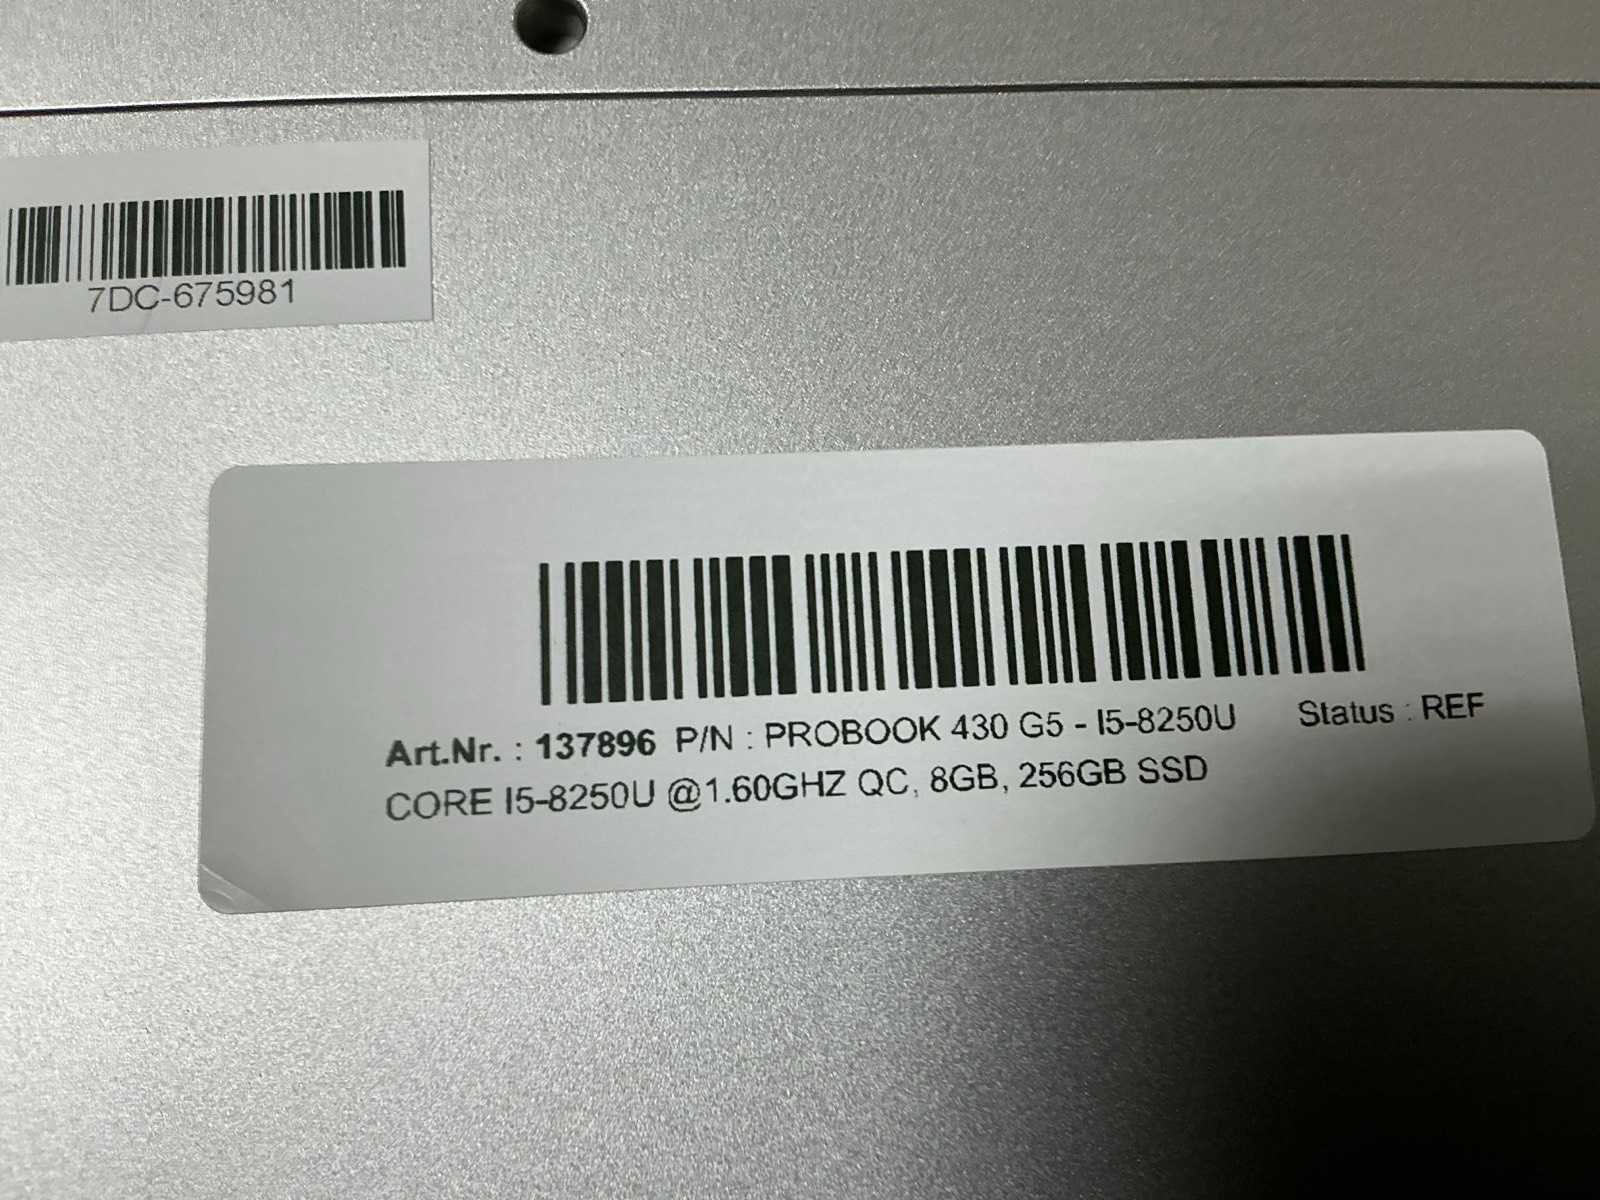 7DC-675981
Art.Nr. : 137896 P/N : PROBOOK 430 G5 - I5-8250U Status : REF
CORE I5-8250U @1.60GHZ QC, 8GB, 256GB SSD